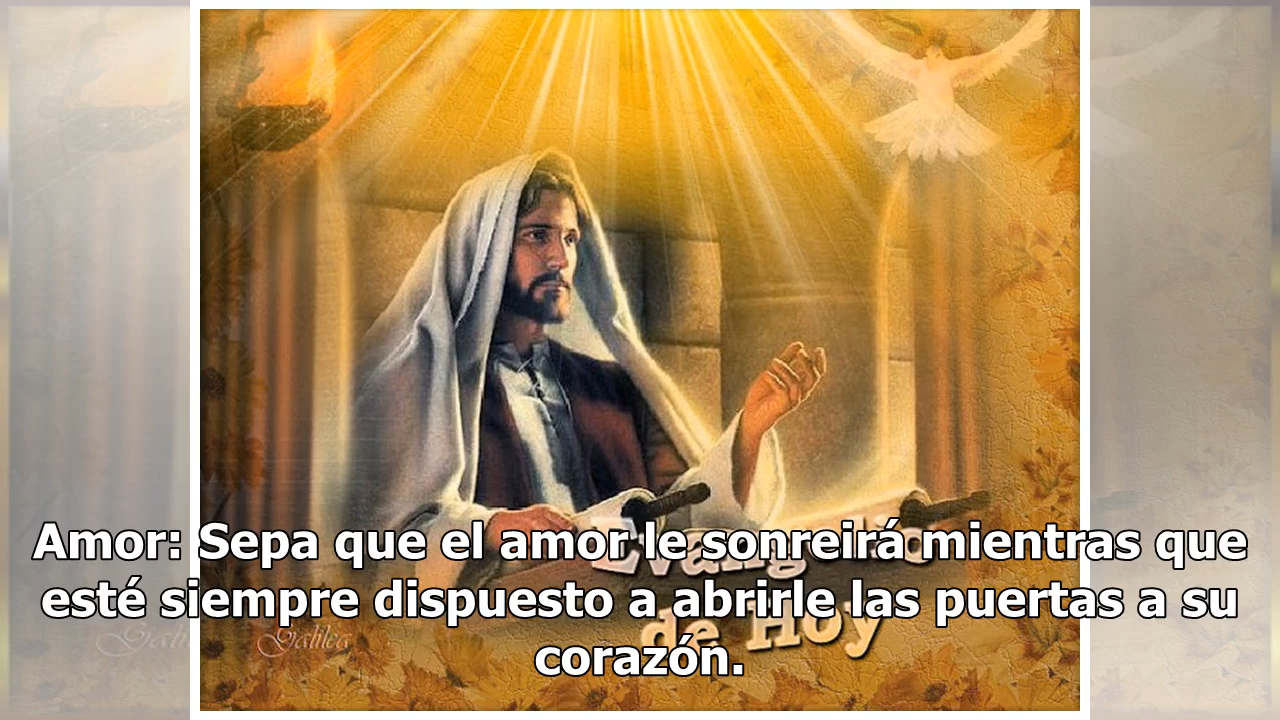 Amor: Sepa que el amor le sonreirá mientras que
esté siempre dispuesto a abrirle las puertas a su
corazón.
Evangelio
de Hoy
Galilea